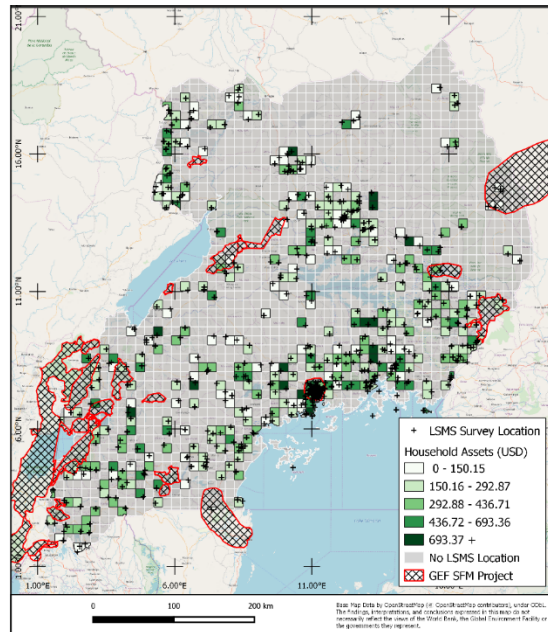 21.00°
16.00°N
11.00°N
6.00°N
+ LSMS Survey Location
Household Assets (USD)
0 - 150.15
150.16 - 292.87
292.88 - 436.71
436.72 - 693.36
693.37 +
No LSMS Location
GEF SFM Project
1.00°E
6.00°E
11.00°E
0
100
200 km
Base Map Data by OpenStreetMap (© OpenStreetMap contributors), under ODbL.
The findings, interpretations, and conclusions expressed in this map do not
necessarily reflect the views of the World Bank, the Global Environment Facility or
the governments they represent.